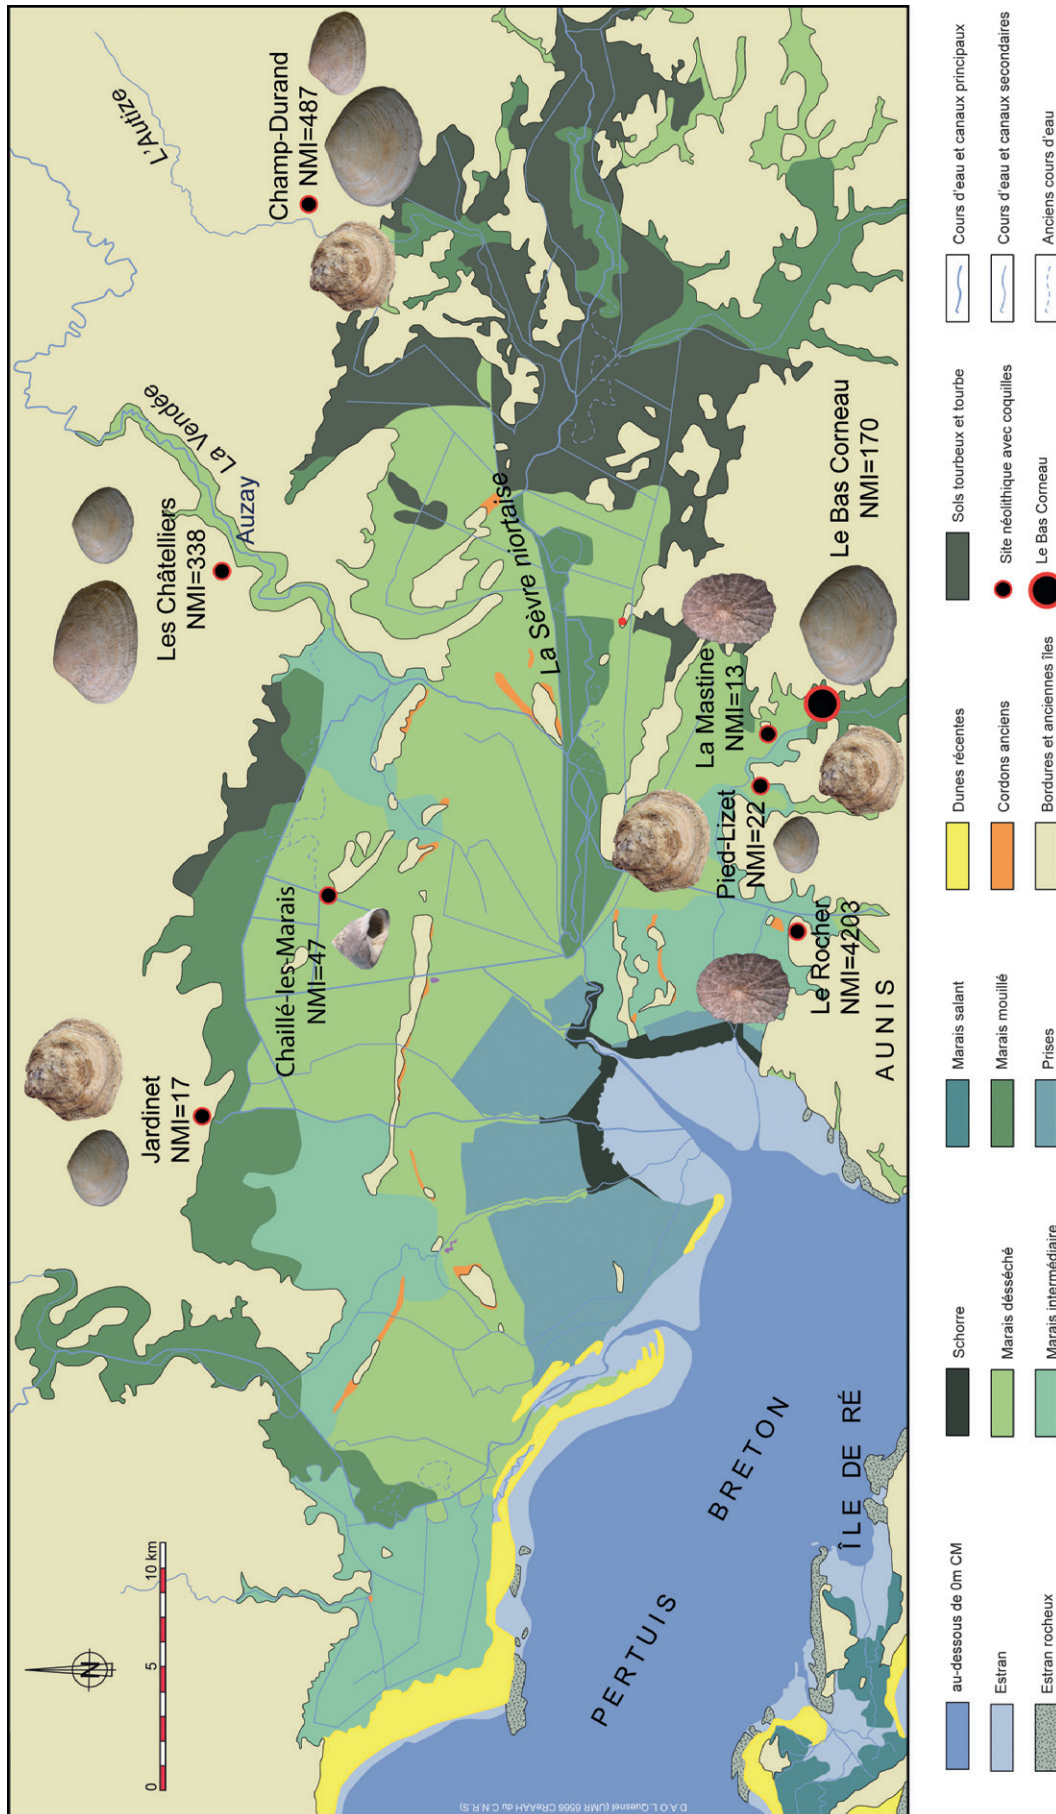 L'Autize
Champ-Durand
NMI=487
La Vendée
Auzay
Les Châtelliers
NMI=338
Jardinet
NMI=17
Chaillé-les-Marais
NMI=47
La Sèvre niortaise
La Mastine
NMI=13
Pied-Lizet
NMI=22
Le Bas Corneau
NMI=170
Le Rocher
NMI=4203
AUNIS
PERTUIS BRETON
ÎLE DE RÉ
N
0 5 10 km
D.A.O L.Quesnel (UMR 6566 CReAAH du C.N.R.S)
au-dessous de 0m CM
Estran
Estran rocheux
Schorre
Marais désséché
Marais intermédiaire
Marais salant
Marais mouillé
Prises
Dunes récentes
Cordons anciens
Bordures et anciennes îles
Sols tourbeux et tourbe
Site néolithique avec coquilles
Le Bas Corneau
Cours d'eau et canaux principaux
Cours d'eau et canaux secondaires
Anciens cours d'eau